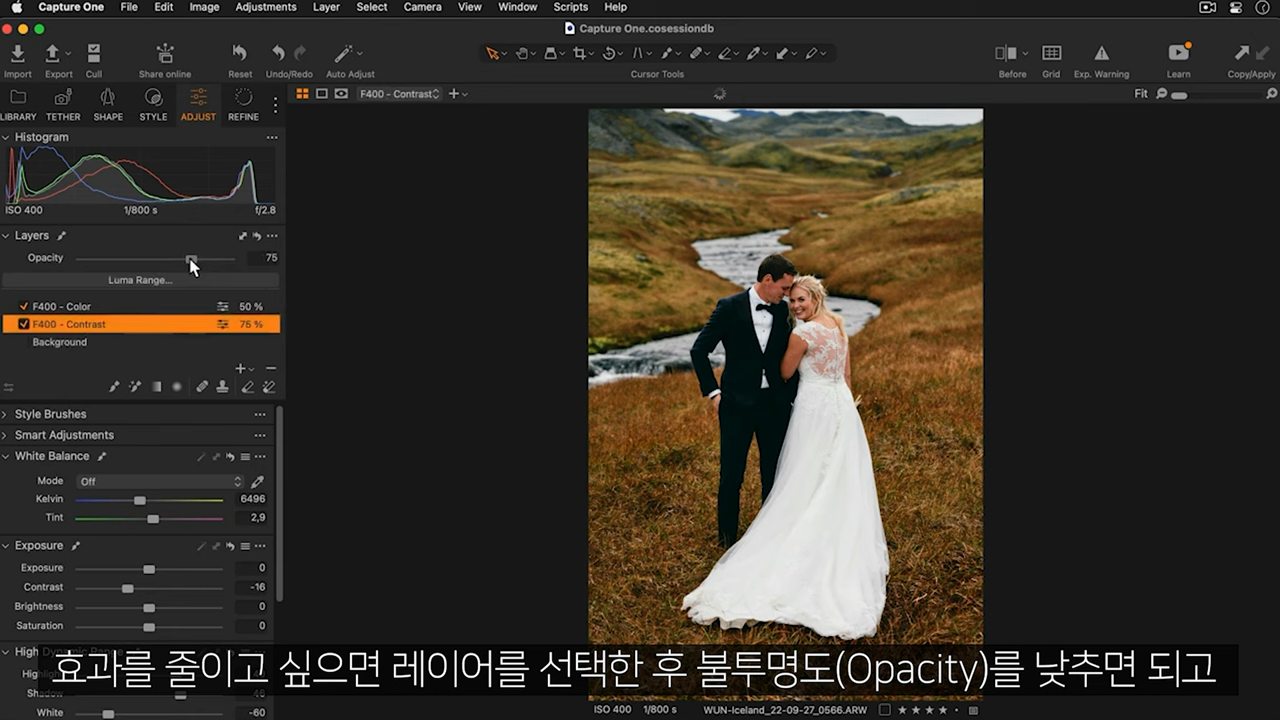 Capture One File Edit Image Adjustments Layer Select Camera View Window Scripts Help
Capture One.cosessiondb
Import Export Cull Share online Reset Undo/Redo Auto Adjust Cursor Tools Before Grid Exp. Warning Learn Copy/Apply
F400 - Contrast Fit
LIBRARY TETHER SHAPE STYLE ADJUST REFINE
Histogram
ISO 400 1/800 s f/2.8
Layers
Opacity 75
Luma Range...
F400 - Color 50 %
F400 - Contrast 75 %
Background
Style Brushes
Smart Adjustments
White Balance
Mode Off
Kelvin 6496
Tint 2,9
Exposure
Exposure 0
Contrast -16
Brightness 0
Saturation 0
효과를 줄이고 싶으면 레이어를 선택한 후 불투명도(Opacity)를 낮추면 되고
White -60
ISO 400 1/800 s WUN-Iceland_22-09-27_0566.ARW